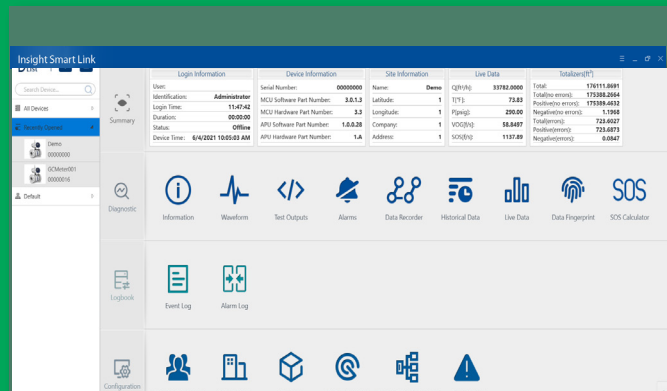 Insight Smart Link
Search Device...
All Devices
Recently Opened
Demo
00000000
GCMeter001
00000016
Default
Summary
Login Information
User:
Identification: Administrator
Login Time: 11:47:42
Duration: 00:00:00
Status: Offline
Device Time: 6/4/2021 10:05:03 AM
Device Information
Serial Number: 00000000
MCU Software Part Number: 3.0.1.3
MCU Hardware Part Number: 3.3
APU Software Part Number: 1.0.0.28
APU Hardware Part Number: 1.A
Site Information
Name: Demo
Latitude: 1
Longitude: 1
Company: 1
Address: 1
Live Data
Q(ft³/h): 33782.0000
T(°F): 73.83
P(psig): 290.00
VOG(f/s): 58.8497
SOS(f/s): 1137.89
Totalizers(ft³)
Total: 176111.8691
Total(no errors): 175388.2664
Positive(no errors): 175389.4632
Negative(no errors): 1.1968
Total(errors): 723.6027
Positive(errors): 723.6873
Negative(errors): 0.0847
Diagnostic
Information
Waveform
Test Outputs
Alarms
Data Recorder
Historical Data
Live Data
Data Fingerprint
SOS
SOS Calculator
Logbook
Event Log
Alarm Log
Configuration